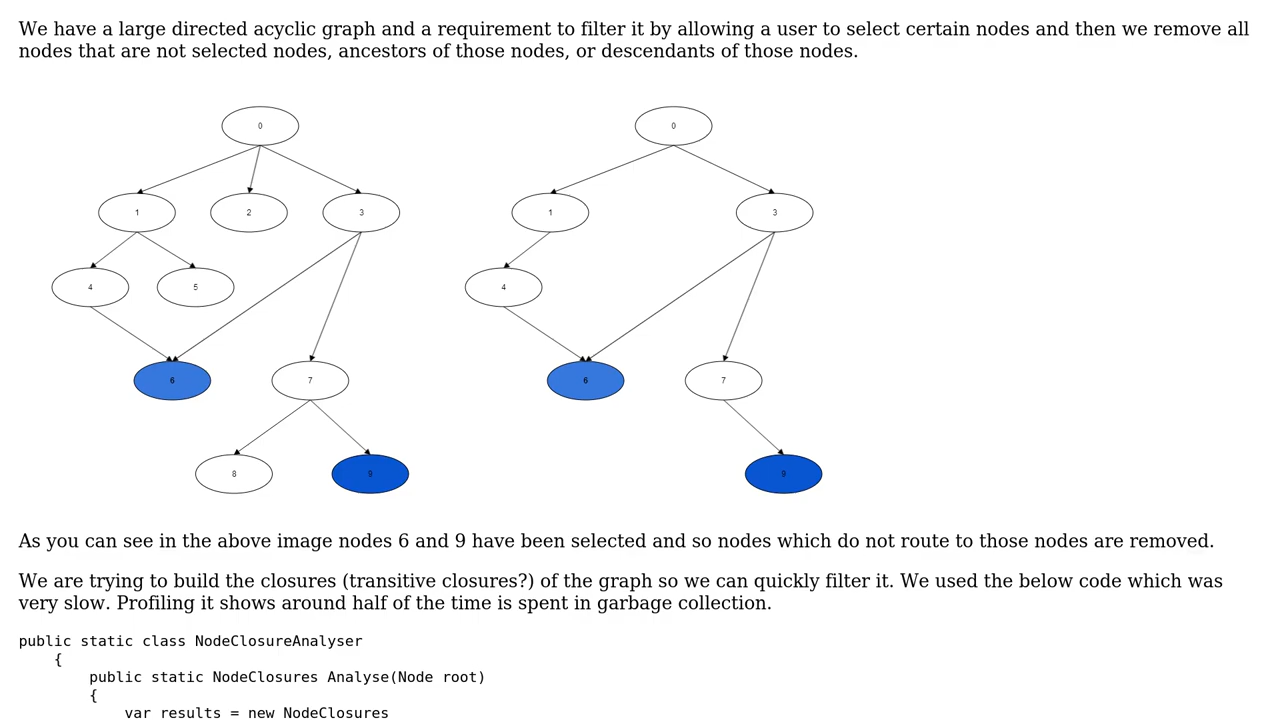 We have a large directed acyclic graph and a requirement to filter it by allowing a user to select certain nodes and then we remove all
nodes that are not selected nodes, ancestors of those nodes, or descendants of those nodes.
0
0
1
2
3
1
3
4
5
4
6
7
6
7
8
9
9
As you can see in the above image nodes 6 and 9 have been selected and so nodes which do not route to those nodes are removed.
We are trying to build the closures (transitive closures?) of the graph so we can quickly filter it. We used the below code which was
very slow. Profiling it shows around half of the time is spent in garbage collection.
public static class NodeClosureAnalyser
{
public static NodeClosures Analyse(Node root)
{
var results = new NodeClosures